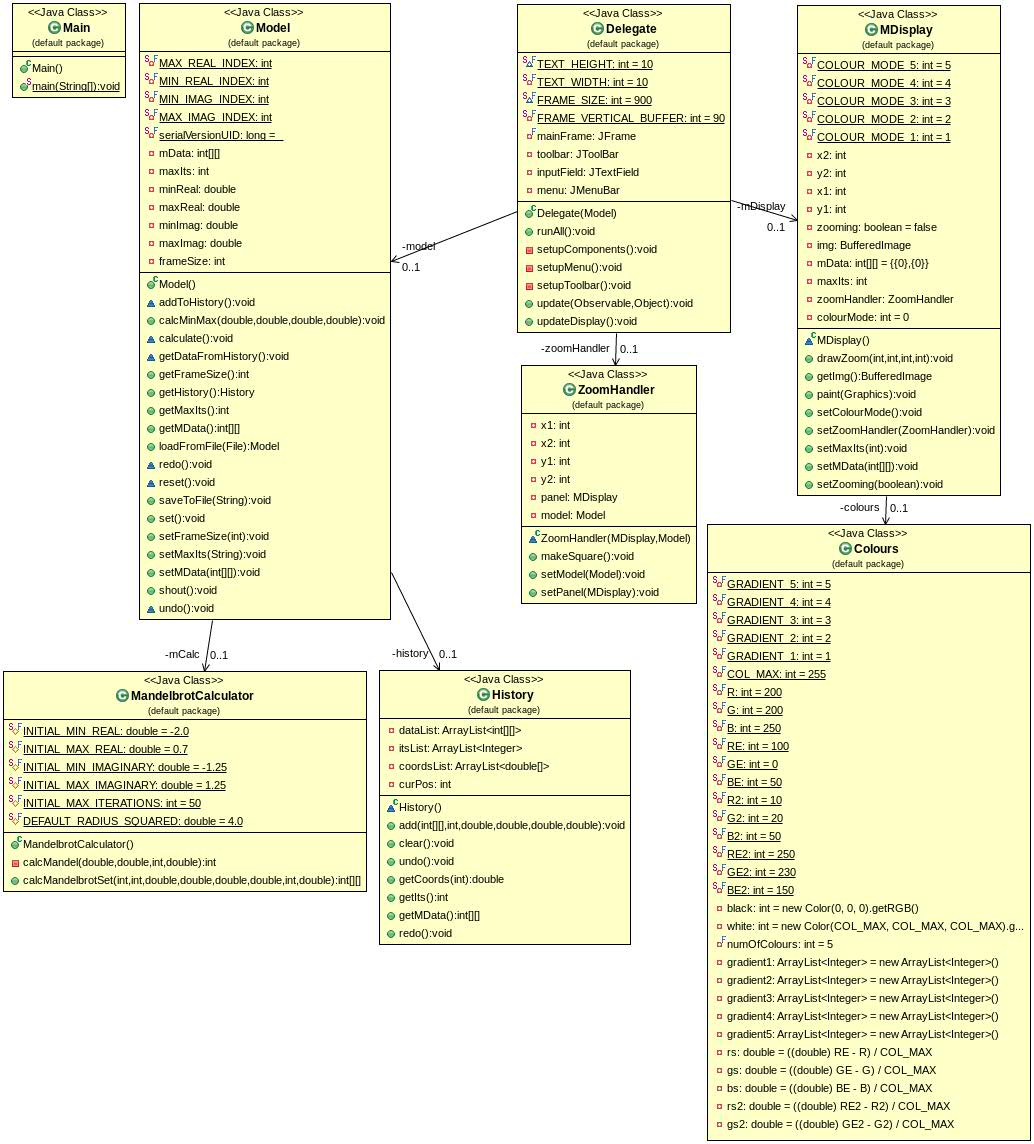 <<Java Class>>
Main
(default package)
Main()
main(String[]):void
<<Java Class>>
Model
(default package)
MAX_REAL_INDEX: int
MIN_REAL_INDEX: int
MIN_IMAG_INDEX: int
MAX_IMAG_INDEX: int
serialVersionUID: long =
mData: int[][]
maxIts: int
minReal: double
maxReal: double
minImag: double
maxImag: double
frameSize: int
Model()
addToHistory():void
calcMinMax(double,double,double,double):void
calculate():void
getDataFromHistory():void
getFrameSize():int
getHistory():History
getMaxIts():int
getMData():int[][]
loadFromFile(File):Model
redo():void
reset():void
saveToFile(String):void
set():void
setFrameSize(int):void
setMaxIts(String):void
setMData(int[][]):void
shout():void
undo():void
<<Java Class>>
Delegate
(default package)
TEXT_HEIGHT: int = 10
TEXT_WIDTH: int = 10
FRAME_SIZE: int = 900
FRAME_VERTICAL_BUFFER: int = 90
mainFrame: JFrame
toolbar: JToolBar
inputField: JTextField
menu: JMenuBar
Delegate(Model)
runAll():void
setupComponents():void
setupMenu():void
setupToolbar():void
update(Observable,Object):void
updateDisplay():void
<<Java Class>>
MDisplay
(default package)
COLOUR_MODE_5: int = 5
COLOUR_MODE_4: int = 4
COLOUR_MODE_3: int = 3
COLOUR_MODE_2: int = 2
COLOUR_MODE_1: int = 1
x2: int
y2: int
x1: int
y1: int
zooming: boolean = false
img: BufferedImage
mData: int[][] = {{0},{0}}
maxIts: int
zoomHandler: ZoomHandler
colourMode: int = 0
MDisplay()
drawZoom(int,int,int,int):void
getImg():BufferedImage
paint(Graphics):void
setColourMode():void
setZoomHandler(ZoomHandler):void
setMaxIts(int):void
setMData(int[][]):void
setZooming(boolean):void
-model
0..1
-mDisplay
0..1
-zoomHandler
0..1
<<Java Class>>
ZoomHandler
(default package)
x1: int
x2: int
y1: int
y2: int
panel: MDisplay
model: Model
ZoomHandler(MDisplay,Model)
makeSquare():void
setModel(Model):void
setPanel(MDisplay):void
-colours
0..1
-mCalc
0..1
-history
0..1
<<Java Class>>
MandelbrotCalculator
(default package)
INITIAL_MIN_REAL: double = -2.0
INITIAL_MAX_REAL: double = 0.7
INITIAL_MIN_IMAGINARY: double = -1.25
INITIAL_MAX_IMAGINARY: double = 1.25
INITIAL_MAX_ITERATIONS: int = 50
DEFAULT_RADIUS_SQUARED: double = 4.0
MandelbrotCalculator()
calcMandel(double,double,int,double):int
calcMandelbrotSet(int,int,double,double,double,double,int,double):int[][]
<<Java Class>>
History
(default package)
dataList: ArrayList<int[][]>
itsList: ArrayList<Integer>
coordsList: ArrayList<double[]>
curPos: int
History()
add(int[][],int,double,double,double,double):void
clear():void
undo():void
getCoords(int):double
getIts():int
getMData():int[][]
redo():void
<<Java Class>>
Colours
(default package)
GRADIENT_5: int = 5
GRADIENT_4: int = 4
GRADIENT_3: int = 3
GRADIENT_2: int = 2
GRADIENT_1: int = 1
COL_MAX: int = 255
R: int = 200
G: int = 200
B: int = 250
RE: int = 100
GE: int = 0
BE: int = 50
R2: int = 10
G2: int = 20
B2: int = 50
RE2: int = 250
GE2: int = 230
BE2: int = 150
black: int = new Color(0, 0, 0).getRGB()
white: int = new Color(COL_MAX, COL_MAX, COL_MAX).g...
numOfColours: int = 5
gradient1: ArrayList<Integer> = new ArrayList<Integer>()
gradient2: ArrayList<Integer> = new ArrayList<Integer>()
gradient3: ArrayList<Integer> = new ArrayList<Integer>()
gradient4: ArrayList<Integer> = new ArrayList<Integer>()
gradient5: ArrayList<Integer> = new ArrayList<Integer>()
rs: double = ((double) RE - R) / COL_MAX
gs: double = ((double) GE - G) / COL_MAX
bs: double = ((double) BE - B) / COL_MAX
rs2: double = ((double) RE2 - R2) / COL_MAX
gs2: double = ((double) GE2 - G2) / COL_MAX